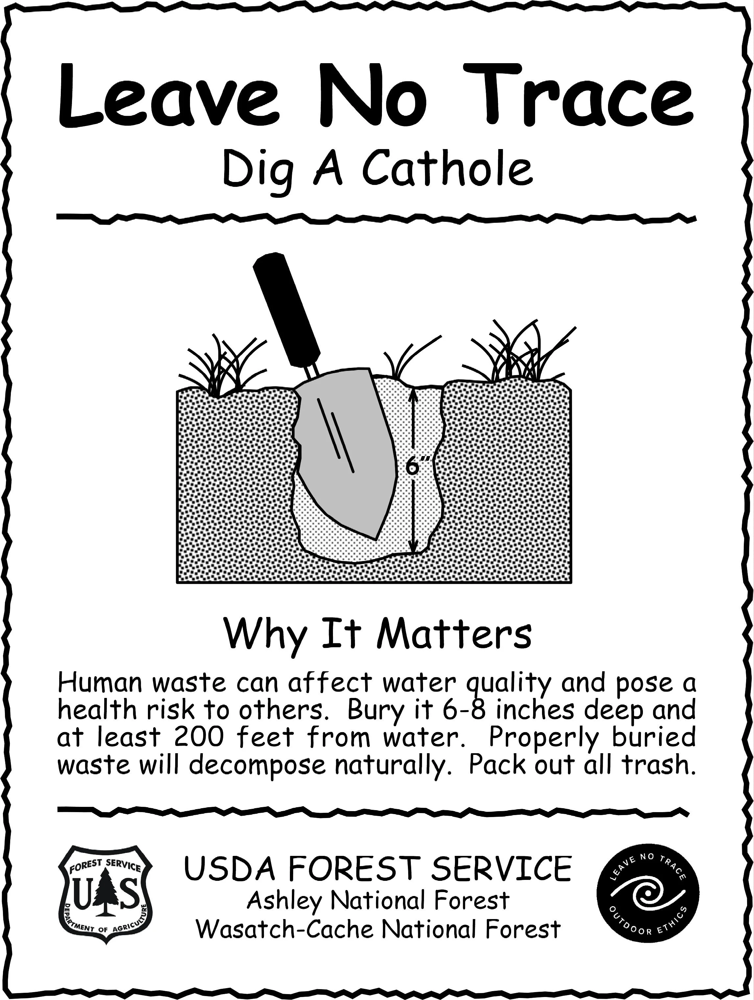 Leave No Trace
Dig A Cathole
6"
Why It Matters
Human waste can affect water quality and pose a
health risk to others. Bury it 6-8 inches deep and
at least 200 feet from water. Properly buried
waste will decompose naturally. Pack out all trash.
FOREST SERVICE
U S
DEPARTMENT OF AGRICULTURE
USDA FOREST SERVICE
Ashley National Forest
Wasatch-Cache National Forest
LEAVE NO TRACE
OUTDOOR ETHICS